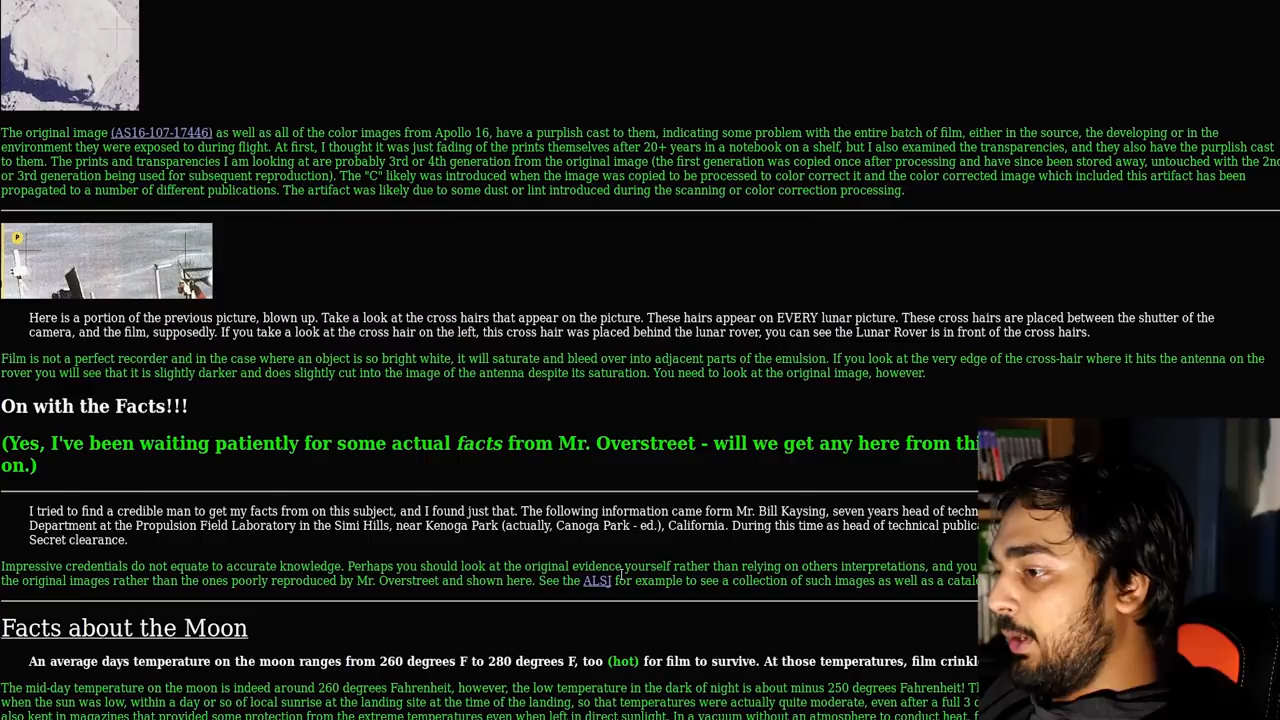 The original image (AS16-107-17446) as well as all of the color images from Apollo 16, have a purplish cast to them, indicating some problem with the entire batch of film, either in the source, the developing or in the
environment they were exposed to during flight. At first, I thought it was just fading of the prints themselves after 20+ years in a notebook on a shelf, but I also examined the transparencies, and they also have the purplish cast
to them. The prints and transparencies I am looking at are probably 3rd or 4th generation from the original image (the first generation was copied once after processing and have since been stored away, untouched with the 2nd
or 3rd generation being used for subsequent reproduction). The "C" likely was introduced when the image was copied to be processed to color correct it and the color corrected image which included this artifact has been
propagated to a number of different publications. The artifact was likely due to some dust or lint introduced during the scanning or color correction processing.
P
Here is a portion of the previous picture, blown up. Take a look at the cross hairs that appear on the picture. These hairs appear on EVERY lunar picture. These cross hairs are placed between the shutter of the
camera, and the film, supposedly. If you take a look at the cross hair on the left, this cross hair was placed behind the lunar rover, you can see the Lunar Rover is in front of the cross hairs.
Film is not a perfect recorder and in the case where an object is so bright white, it will saturate and bleed over into adjacent parts of the emulsion. If you look at the very edge of the cross-hair where it hits the antenna on the
rover you will see that it is slightly darker and does slightly cut into the image of the antenna despite its saturation. You need to look at the original image, however.
On with the Facts!!!
(Yes, I've been waiting patiently for some actual facts from Mr. Overstreet - will we get any here from thi
on.)
I tried to find a credible man to get my facts from on this subject, and I found just that. The following information came form Mr. Bill Kaysing, seven years head of techn
Department at the Propulsion Field Laboratory in the Simi Hills, near Kenoga Park (actually, Canoga Park - ed.), California. During this time as head of technical publica
Secret clearance.
Impressive credentials do not equate to accurate knowledge. Perhaps you should look at the original evidence yourself rather than relying on others interpretations, and you
the original images rather than the ones poorly reproduced by Mr. Overstreet and shown here. See the ALSJ for example to see a collection of such images as well as a catal
Facts about the Moon
An average days temperature on the moon ranges from 260 degrees F to 280 degrees F, too (hot) for film to survive. At those temperatures, film crinkl
The mid-day temperature on the moon is indeed around 260 degrees Fahrenheit, however, the low temperature in the dark of night is about minus 250 degrees Fahrenheit! T
when the sun was low, within a day or so of local sunrise at the landing site at the time of the landing, so that temperatures were actually quite moderate, even after a full 3 d
also kept in magazines that provided some protection from the extreme temperatures even when left in direct sunlight. In a vacuum without an atmosphere to conduct heat, f